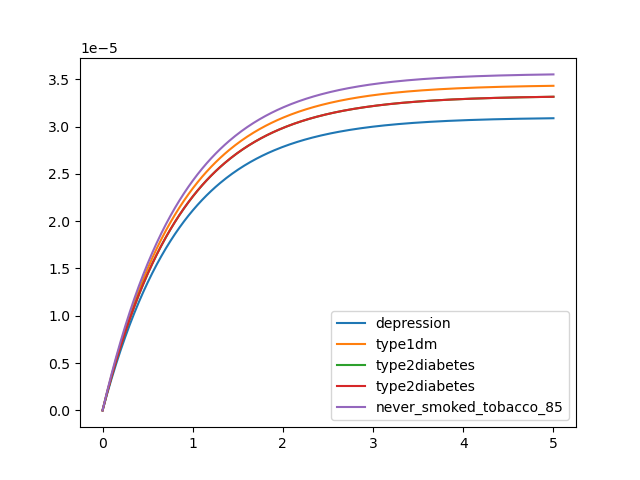 1e−5
3.5
3.0
2.5
2.0
1.5
1.0
0.5
0.0
0 1 2 3 4 5
depression
type1dm
type2diabetes
type2diabetes
never_smoked_tobacco_85